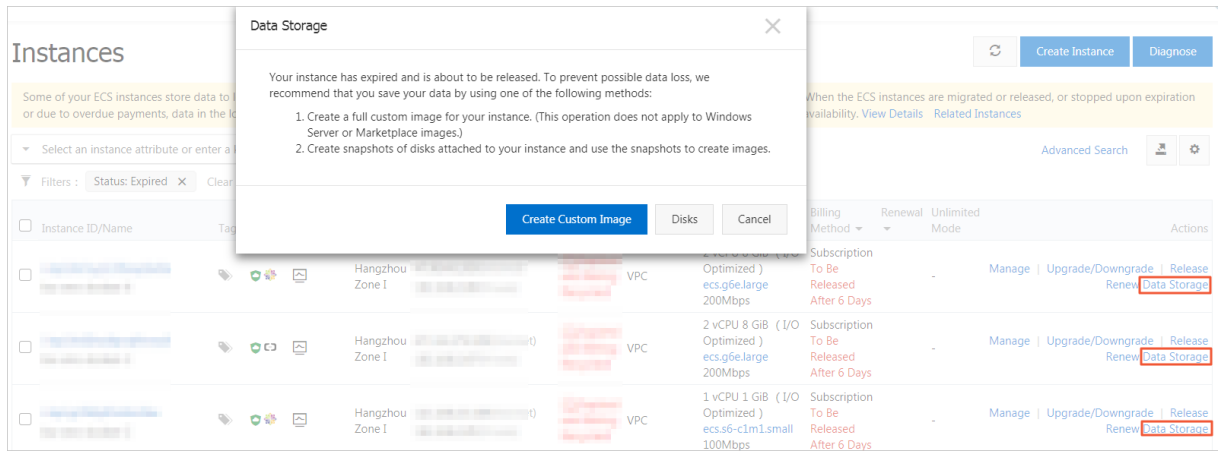 Data Storage
Instances
Create Instance
Diagnose
Your instance has expired and is about to be released. To prevent possible data loss, we
recommend that you save your data by using one of the following methods:
1. Create a full custom image for your instance. (This operation does not apply to Windows
Server or Marketplace images.)
2. Create snapshots of disks attached to your instance and use the snapshots to create images.
Some of your ECS instances store data to
When the ECS instances are migrated or released, or stopped upon expiration
or due to overdue payments, data in the
availability. View Details Related Instances
Select an instance attribute or enter a
Advanced Search
Filters : Status: Expired Clear
Create Custom Image
Disks
Cancel
Instance ID/Name
Tag
Billing
Method
Renewal
Unlimited
Mode
Actions
Hangzhou
Zone I
VPC
Optimized )
ecs.g6e.large
200Mbps
Subscription
To Be
Released
After 6 Days
-
Manage | Upgrade/Downgrade | Release
Renew Data Storage
Hangzhou
Zone I
VPC
2 vCPU 8 GiB ( I/O
Optimized )
ecs.g6e.large
200Mbps
Subscription
To Be
Released
After 6 Days
-
Manage | Upgrade/Downgrade | Release
Renew Data Storage
Hangzhou
Zone I
VPC
1 vCPU 1 GiB ( I/O
Optimized )
ecs.s6-c1m1.small
100Mbps
Subscription
To Be
Released
After 6 Days
-
Manage | Upgrade/Downgrade | Release
Renew Data Storage